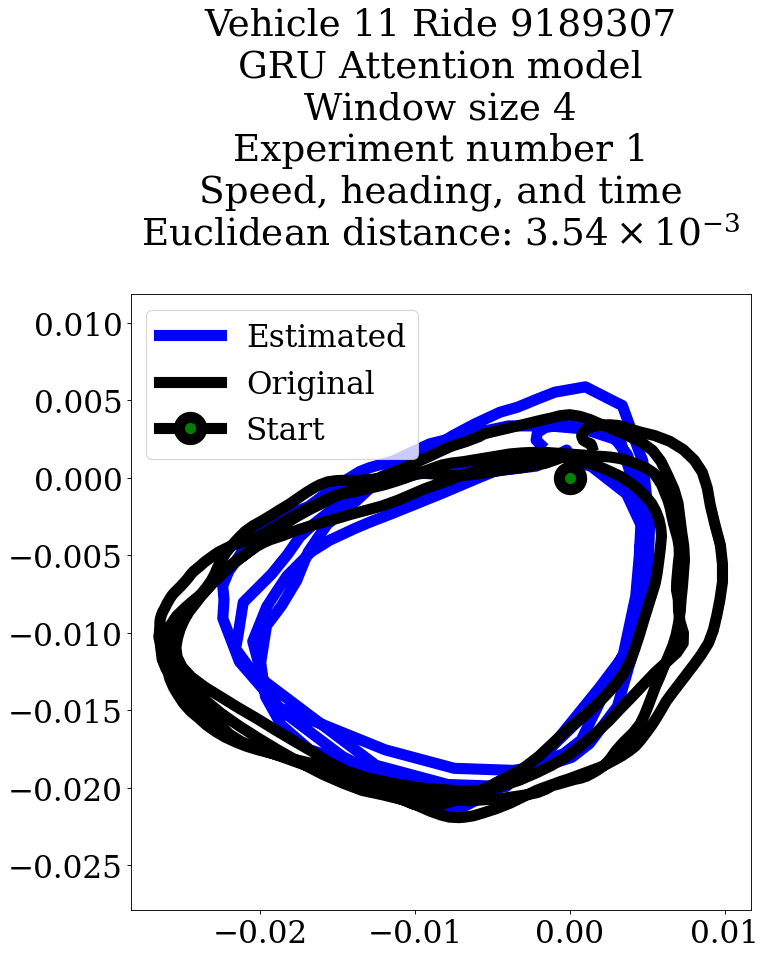 Vehicle 11 Ride 9189307
GRU Attention model
Window size 4
Experiment number 1
Speed, heading, and time
Euclidean distance: 3.54 × 10⁻³
0.010
0.005
0.000
−0.005
−0.010
−0.015
−0.020
−0.025
Estimated
Original
Start
−0.02
−0.01
0.00
0.01